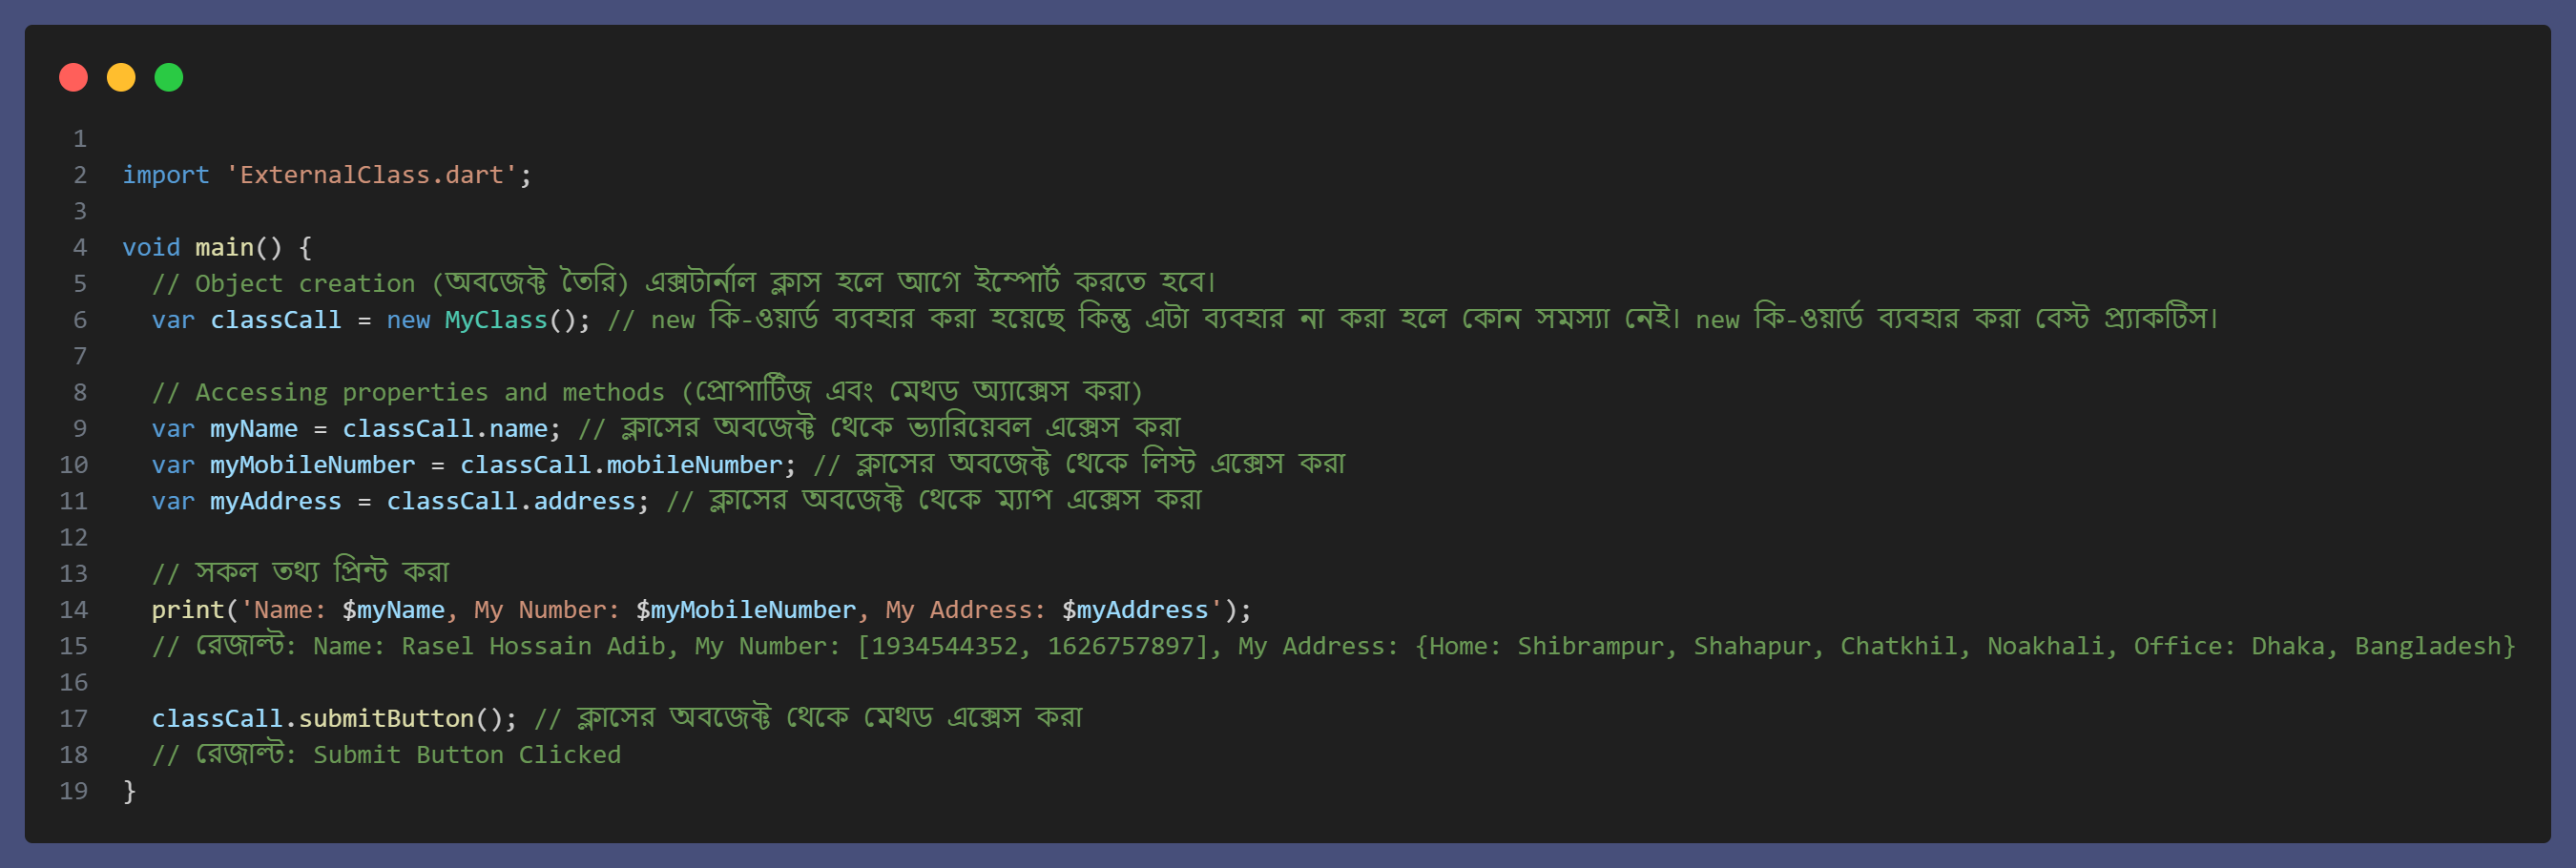 1
2 import 'ExternalClass.dart';
3
4 void main() {
5 // Object creation (অবজেক্ট তৈরি) এক্সটার্নাল ক্লাস হলে আগে ইম্পোর্ট করতে হবে।
6 var classCall = new MyClass(); // new কি-ওয়ার্ড ব্যবহার করা হয়েছে কিন্তু এটা ব্যবহার না করা হলে কোন সমস্যা নেই। new কি-ওয়ার্ড ব্যবহার করা বেস্ট প্র্যাকটিস।
7
8 // Accessing properties and methods (প্রোপার্টিজ এবং মেথড অ্যাক্সেস করা)
9 var myName = classCall.name; // ক্লাসের অবজেক্ট থেকে ভ্যারিয়েবল এক্সেস করা
10 var myMobileNumber = classCall.mobileNumber; // ক্লাসের অবজেক্ট থেকে লিস্ট এক্সেস করা
11 var myAddress = classCall.address; // ক্লাসের অবজেক্ট থেকে ম্যাপ এক্সেস করা
12
13 // সকল তথ্য প্রিন্ট করা
14 print('Name: $myName, My Number: $myMobileNumber, My Address: $myAddress');
15 // রেজাল্ট: Name: Rasel Hossain Adib, My Number: [1934544352, 1626757897], My Address: {Home: Shibrampur, Shahapur, Chatkhil, Noakhali, Office: Dhaka, Bangladesh}
16
17 classCall.submitButton(); // ক্লাসের অবজেক্ট থেকে মেথড এক্সেস করা
18 // রেজাল্ট: Submit Button Clicked
19 }